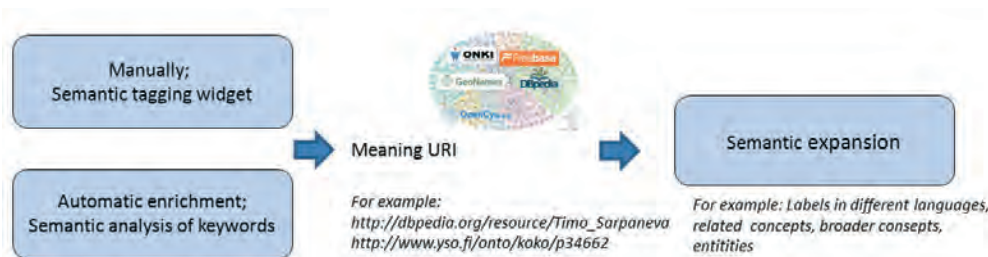 Manually;
Semantic tagging widget
Automatic enrichment;
Semantic analysis of keywords
ONKI
Freebase
GeoNames
DBpedia
OpenCyc
Meaning URI
For example:
http://dbpedia.org/resource/Timo_Sarpaneva
http://www.yso.fi/onto/koko/p34662
Semantic expansion
For example: Labels in different languages,
related concepts, broader consepts,
entitities